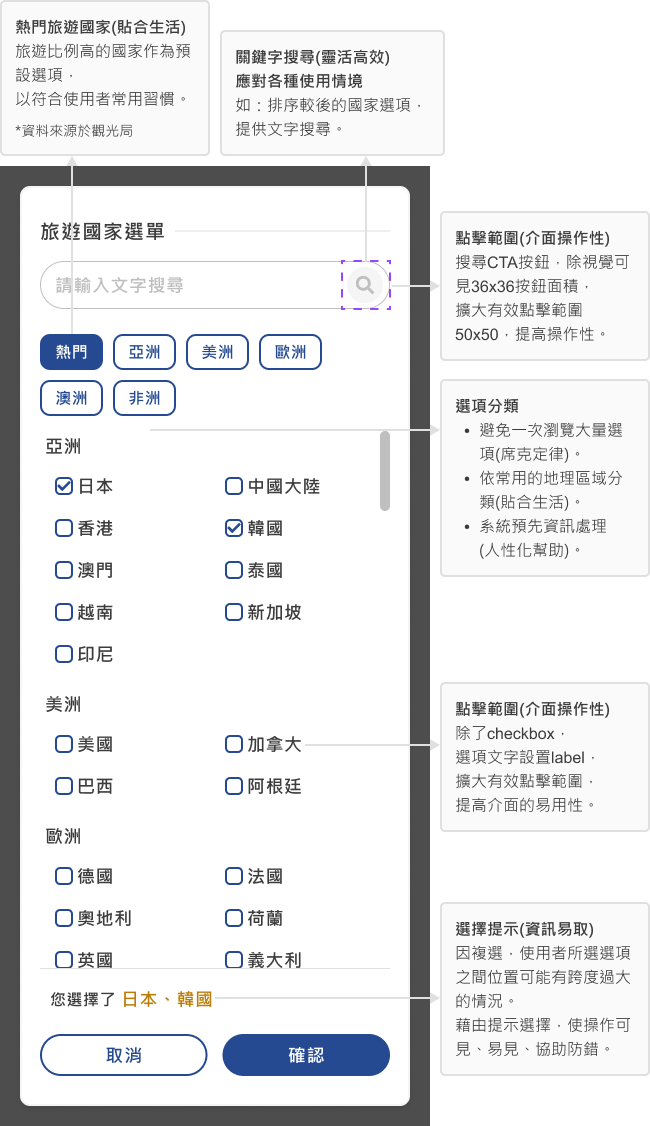 熱門旅遊國家(貼合生活)
旅遊比例高的國家作為預
設選項，
以符合使用者常用習慣。
*資料來源於觀光局
關鍵字搜尋(靈活高效)
應對各種使用情境
如：排序較後的國家選項，
提供文字搜尋。
旅遊國家選單
請輸入文字搜尋
熱門
亞洲
美洲
歐洲
澳洲
非洲
亞洲
日本
中國大陸
香港
韓國
澳門
泰國
越南
新加坡
印尼
美洲
美國
加拿大
巴西
阿根廷
歐洲
德國
法國
奧地利
荷蘭
英國
義大利
您選擇了 日本、韓國
取消
確認
點擊範圍(介面操作性)
搜尋CTA按鈕，除視覺可
見36x36按鈕面積，
擴大有效點擊範圍
50x50，提高操作性。
選項分類
• 避免一次瀏覽大量選
項(席克定律)。
• 依常用的地理區域分
類(貼合生活)。
• 系統預先資訊處理
(人性化幫助)。
點擊範圍(介面操作性)
除了checkbox，
選項文字設置label，
擴大有效點擊範圍，
提高介面的易用性。
選擇提示(資訊易取)
因複選，使用者所選選項
之間位置可能有跨度過大
的情況。
藉由提示選擇，使操作可
見、易見、協助防錯。